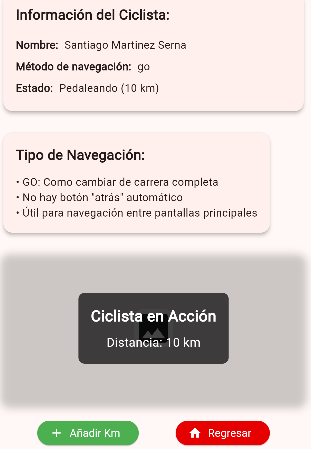 Información del Ciclista:
Nombre: Santiago Martinez Serna
Método de navegación: go
Estado: Pedaleando (10 km)
Tipo de Navegación:
• GO: Como cambiar de carrera completa
• No hay botón "atrás" automático
• Útil para navegación entre pantallas principales
Ciclista en Acción
Distancia: 10 km
Añadir Km
Regresar